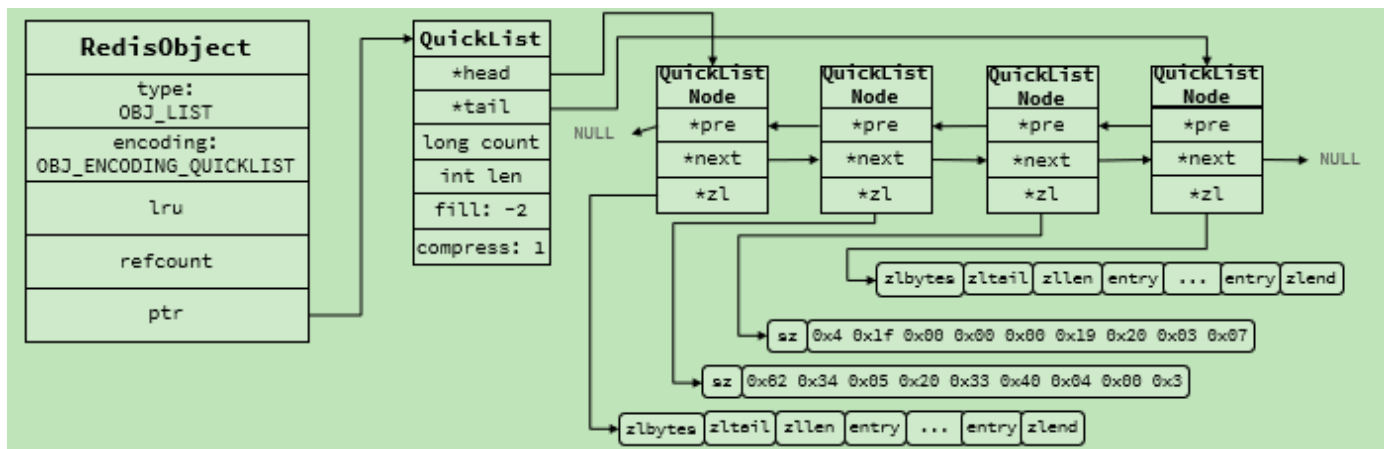 RedisObject
type:
OBJ_LIST
encoding:
OBJ_ENCODING_QUICKLIST
lru
refcount
ptr
QuickList
*head
*tail
long count
int len
fill: -2
compress: 1
NULL
QuickList
Node
*pre
*next
*zl
QuickList
Node
*pre
*next
*zl
QuickList
Node
*pre
*next
*zl
QuickList
Node
*pre
*next
*zl
NULL
zlbytes zltail zllen entry ... entry zlend
sz 0x4 0x1f 0x00 0x00 0x00 0x19 0x20 0x03 0x07
sz 0x62 0x34 0x05 0x20 0x33 0x40 0x04 0x00 0x3
zlbytes zltail zllen entry ... entry zlend